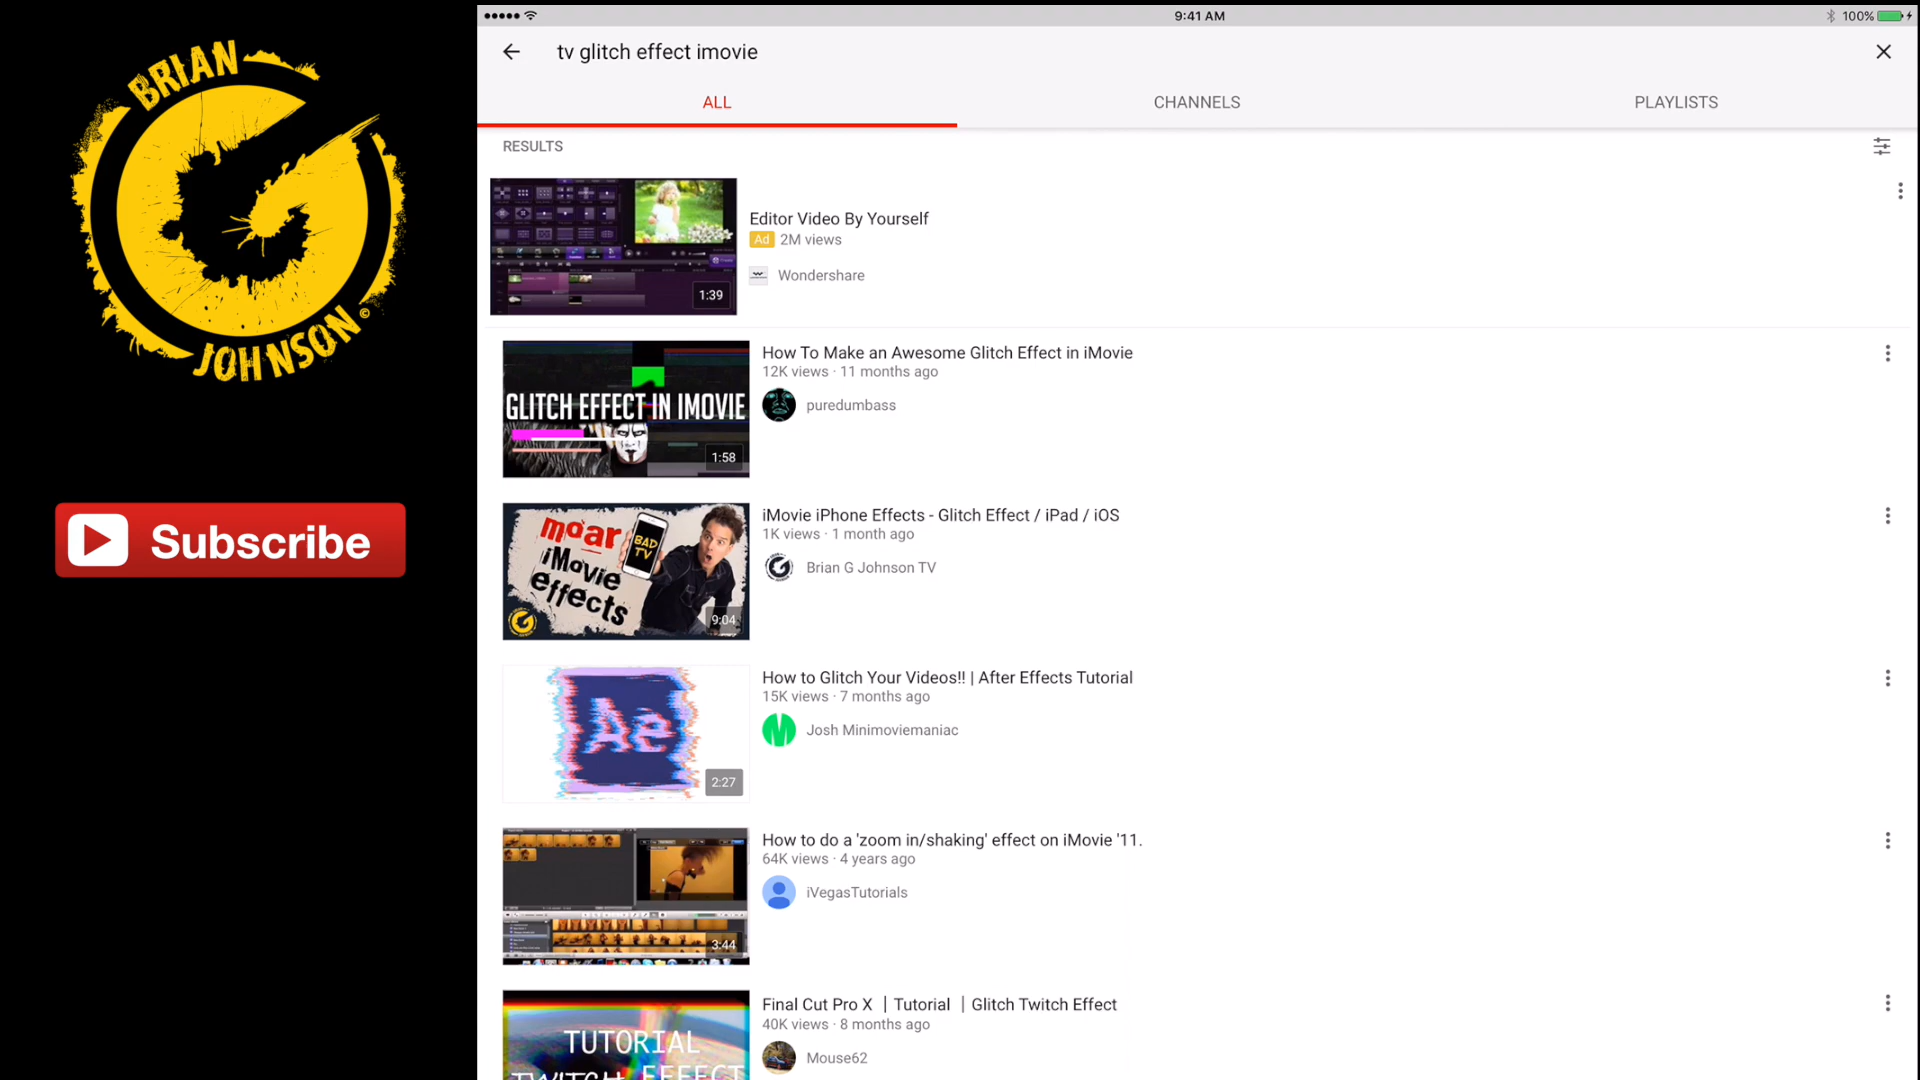 BRIAN
JOHNSON©
Subscribe
9:41 AM
100%
tv glitch effect imovie
ALL
CHANNELS
PLAYLISTS
RESULTS
1:39
Editor Video By Yourself
Ad 2M views
Wondershare
GLITCH EFFECT IN IMOVIE
1:58
How To Make an Awesome Glitch Effect in iMovie
12K views · 11 months ago
puredumbass
moar
BAD
TV
iMovie
effects
9:04
iMovie iPhone Effects - Glitch Effect / iPad / iOS
1K views · 1 month ago
Brian G Johnson TV
Ae
2:27
How to Glitch Your Videos!! | After Effects Tutorial
15K views · 7 months ago
Josh Minimoviemaniac
3:44
How to do a 'zoom in/shaking' effect on iMovie '11.
64K views · 4 years ago
iVegasTutorials
TUTORIAL
TWITCH EFFECT
Final Cut Pro X | Tutorial | Glitch Twitch Effect
40K views · 8 months ago
Mouse62